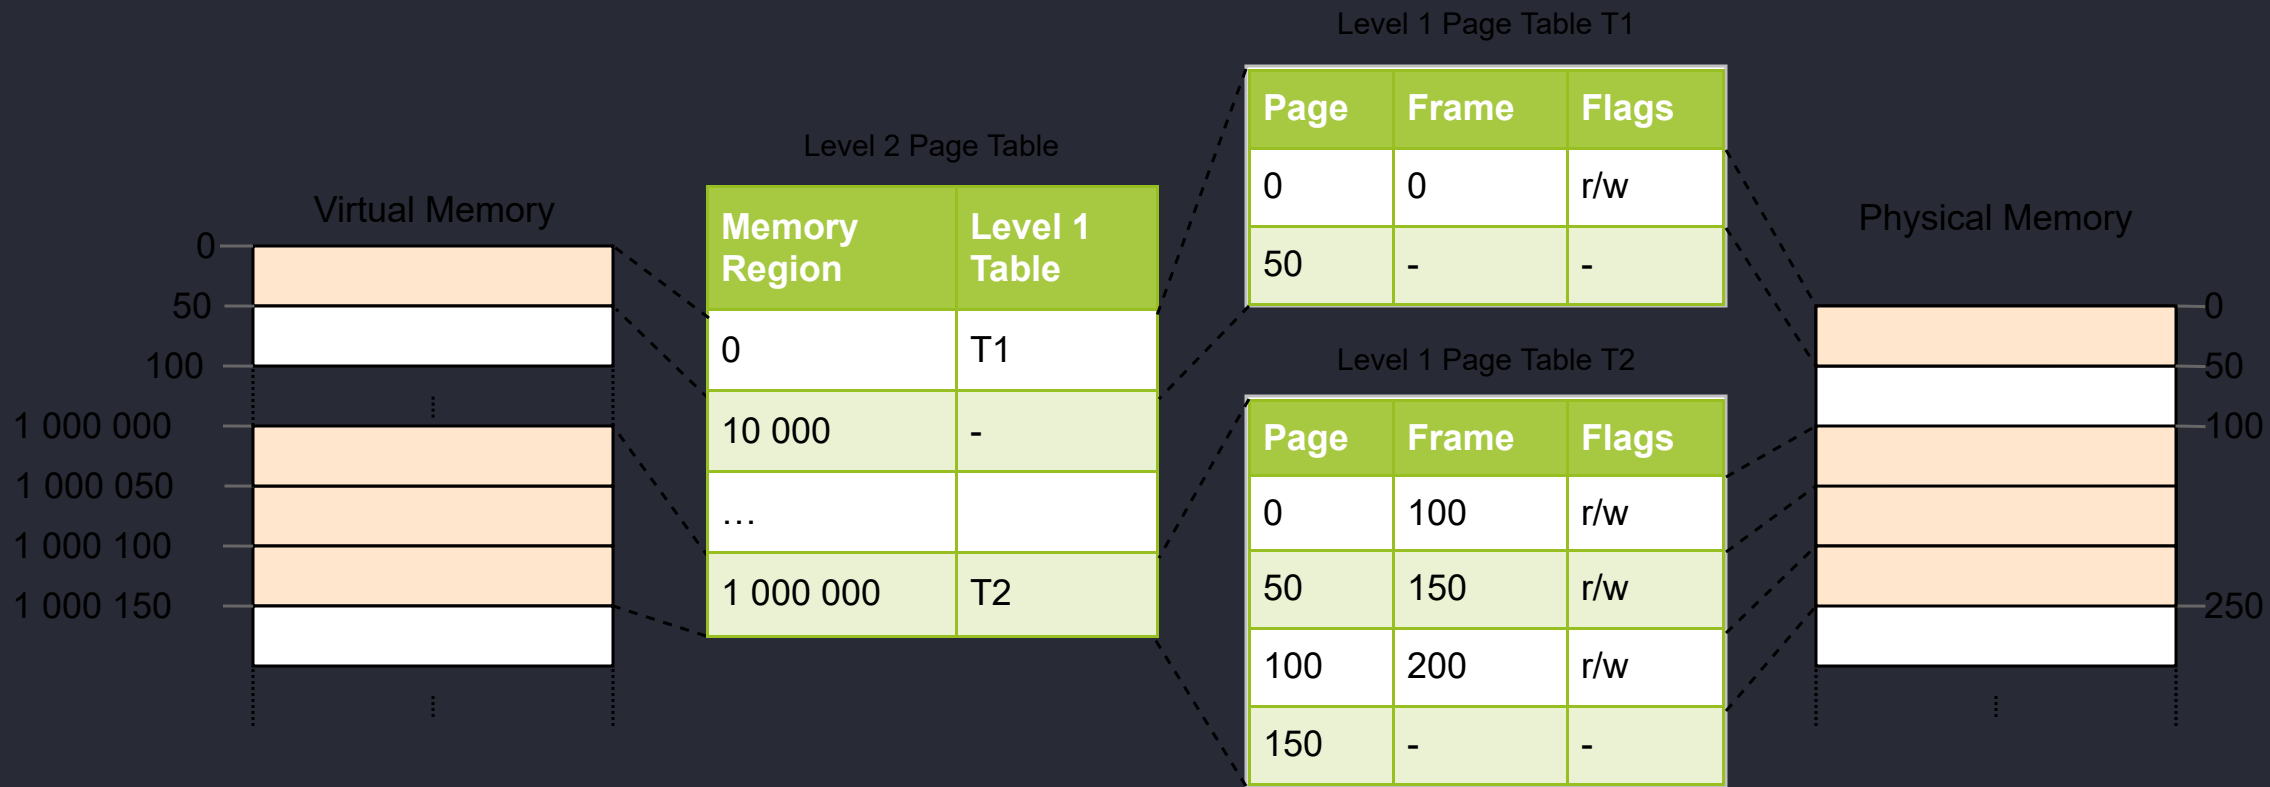 Virtual Memory
0
50
100
1 000 000
1 000 050
1 000 100
1 000 150
Level 2 Page Table
Memory Region Level 1 Table
0 T1
10 000 -
...
1 000 000 T2
Level 1 Page Table T1
Page Frame Flags
0 0 r/w
50 - -
Level 1 Page Table T2
Page Frame Flags
0 100 r/w
50 150 r/w
100 200 r/w
150 - -
Physical Memory
0
50
100
250